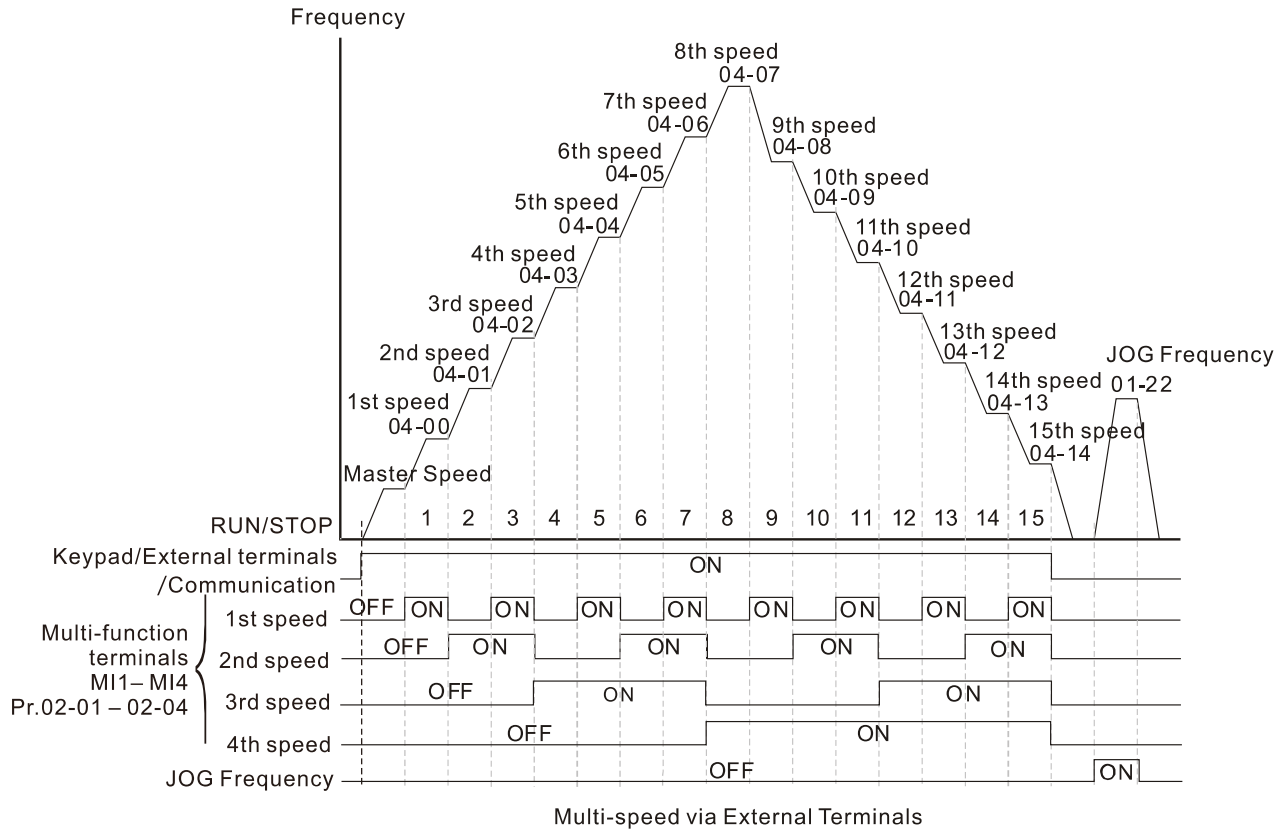 Frequency
8th speed
04-07
7th speed
04-06
9th speed
04-08
6th speed
04-05
10th speed
04-09
5th speed
04-04
11th speed
04-10
4th speed
04-03
12th speed
04-11
3rd speed
04-02
13th speed
04-12
JOG Frequency
01-22
2nd speed
04-01
14th speed
04-13
1st speed
04-00
15th speed
04-14
Master Speed
RUN/STOP 1 2 3 4 5 6 7 8 9 10 11 12 13 14 15
Keypad/External terminals
/Communication
ON
Multi-function
terminals
MI1– MI4
Pr.02-01 – 02-04
1st speed OFF ON ON ON ON ON ON ON ON
2nd speed OFF ON ON ON ON
3rd speed OFF ON ON
4th speed OFF ON
JOG Frequency OFF ON
Multi-speed via External Terminals